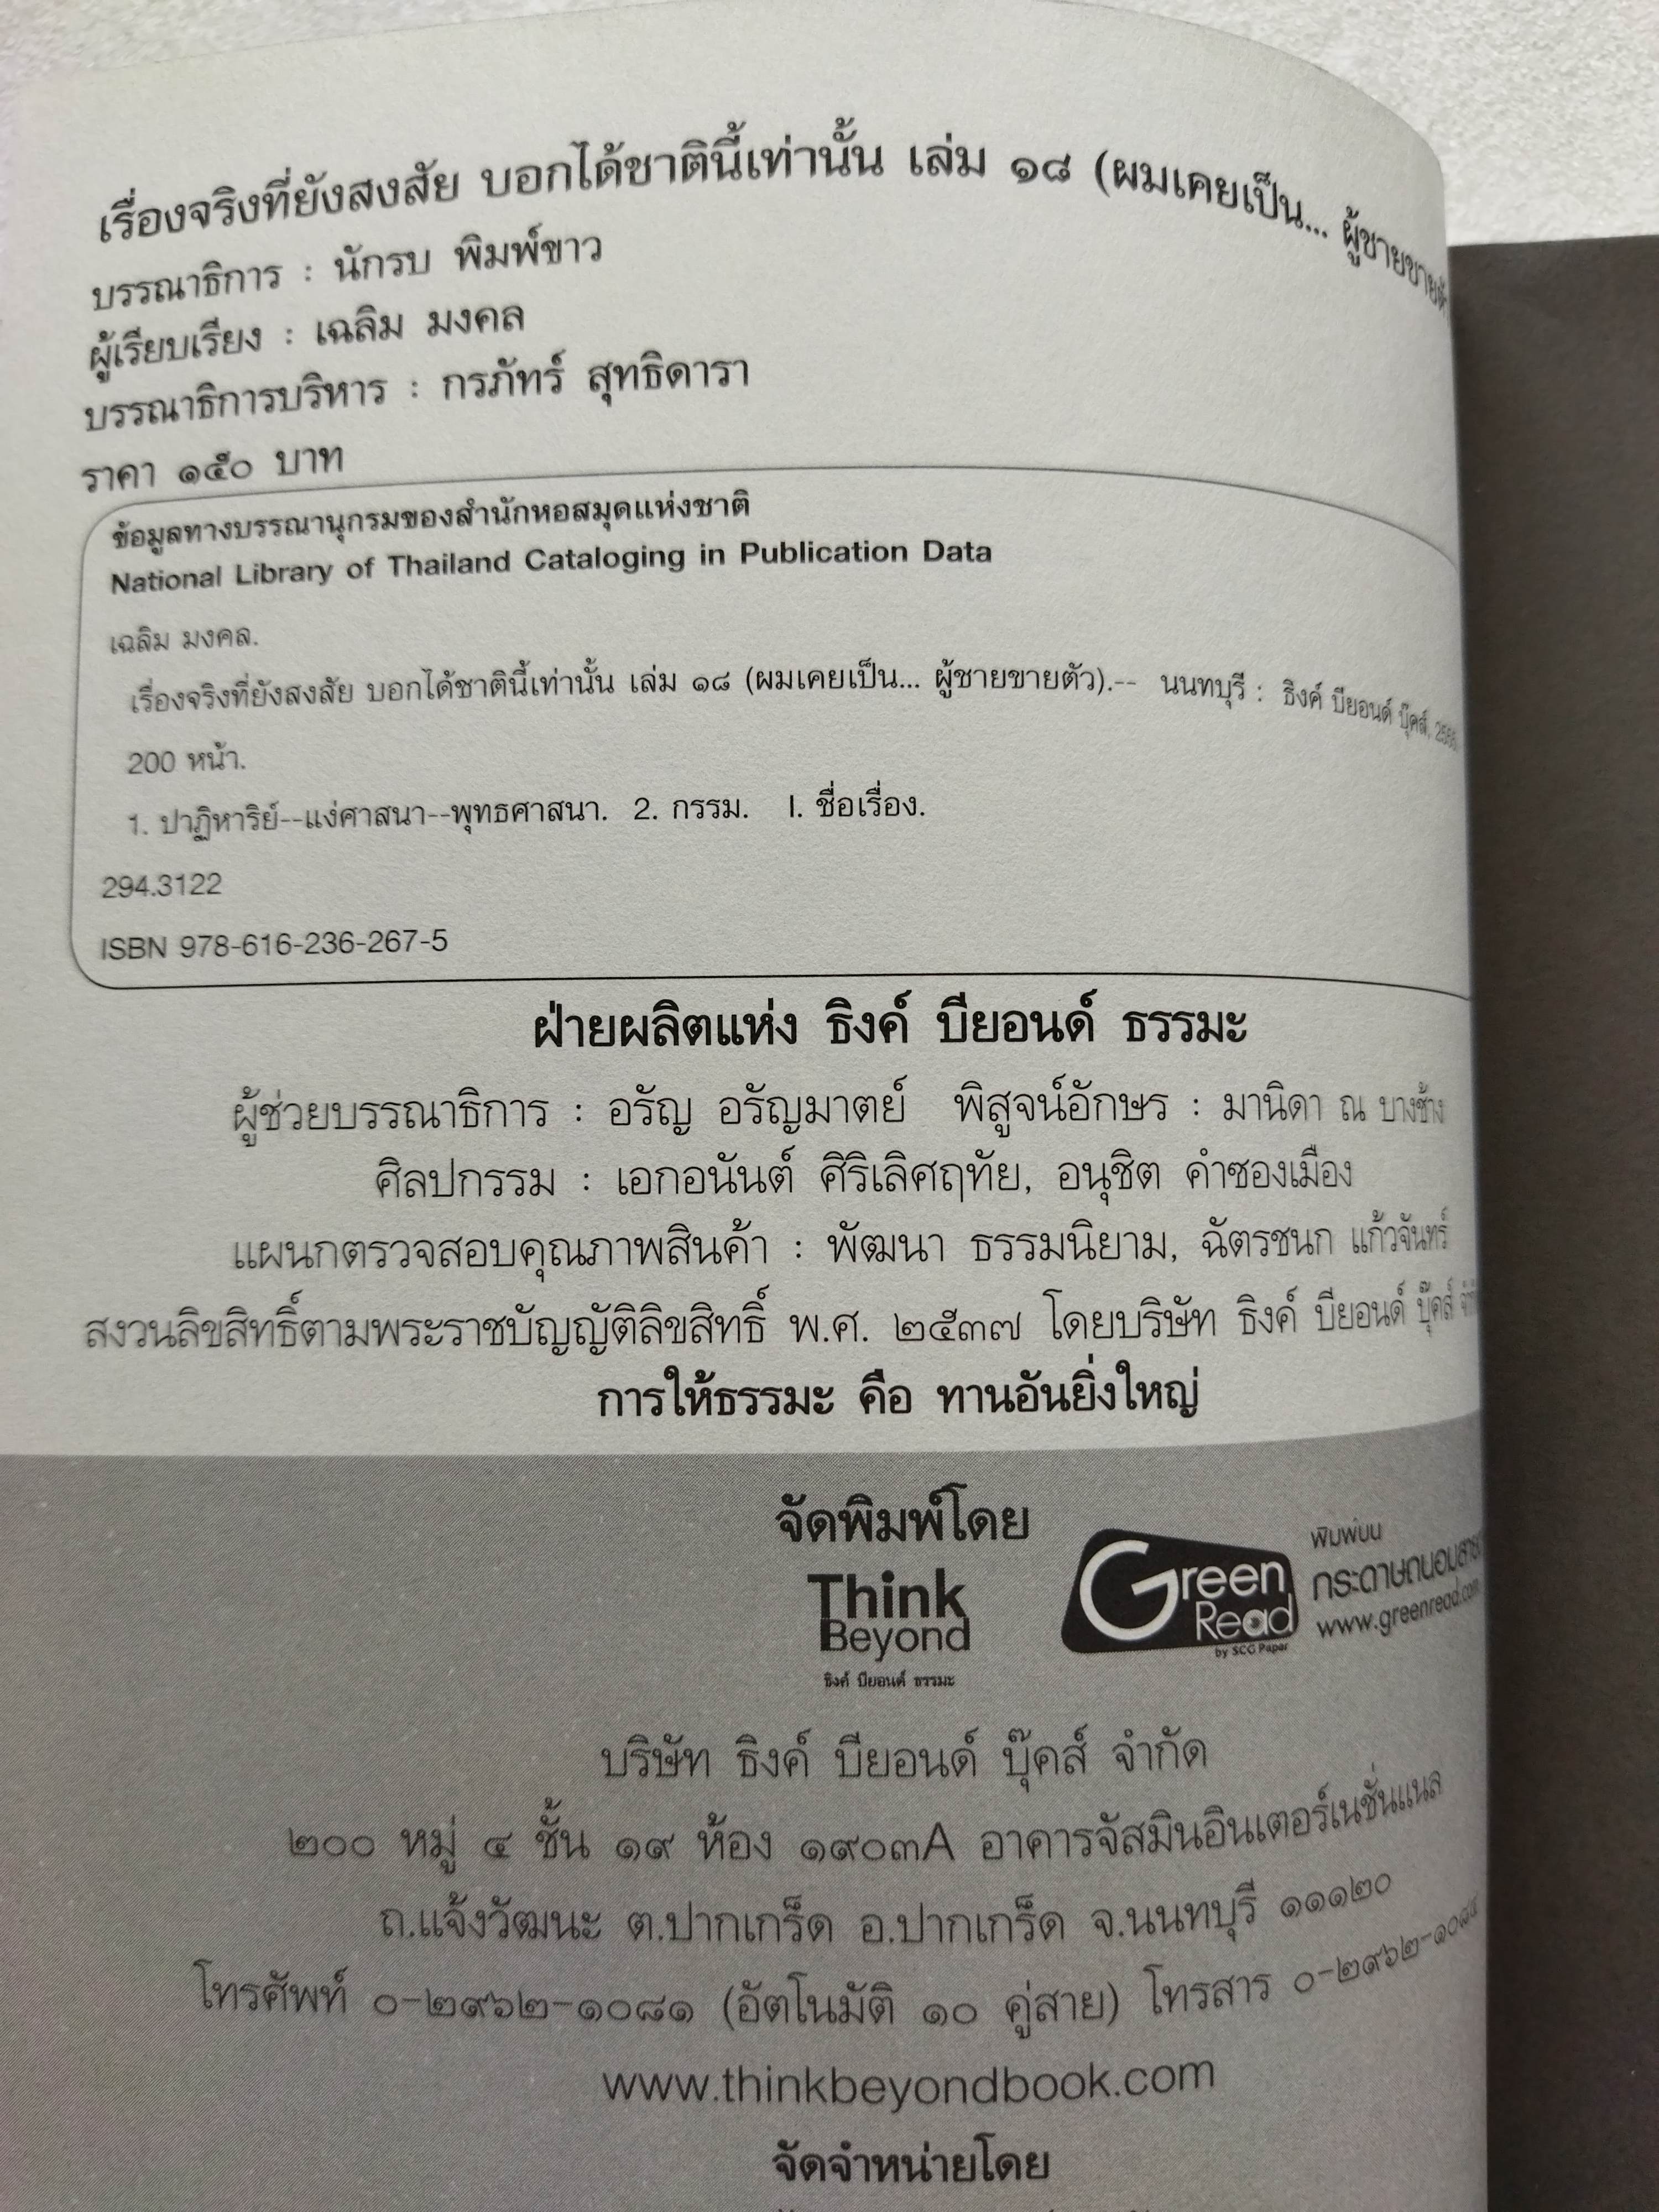 เรื่องจริงที่ยังสงสัย บอกได้ชาตินี้เท่านั้น เล่ม ๑๘ (ผมเคยเป็น... ผู้ชายขายตัว
บรรณาธิการ : นักรบ พิมพ์ขาว
ผู้เรียบเรียง : เฉลิม มงคล
บรรณาธิการบริหาร : กรภัทร์ สุทธิดารา
ราคา ๑๕๐ บาท
ข้อมูลทางบรรณานุกรมของสำนักหอสมุดแห่งชาติ
National Library of Thailand Cataloging in Publication Data
เฉลิม มงคล.
เรื่องจริงที่ยังสงสัย บอกได้ชาตินี้เท่านั้น เล่ม ๑๘ (ผมเคยเป็น... ผู้ชายขายตัว).-- นนทบุรี : ธิงค์ บียอนด์ บุ๊คส์,
200 หน้า.
1. ปาฏิหาริย์--แง่ศาสนา--พุทธศาสนา. 2. กรรม. I. ชื่อเรื่อง.
294.3122
ISBN 978-616-236-267-5
ฝ่ายผลิตแห่ง ธิงค์ บียอนด์ ธรรมะ
ผู้ช่วยบรรณาธิการ : อรัญ อรัญมาตย์ พิสูจน์อักษร : มานิดา ณ บางช้าง
ศิลปกรรม : เอกอนันต์ ศิริเลิศฤทัย, อนุชิต คำซองเมือง
แผนกตรวจสอบคุณภาพสินค้า : พัฒนา ธรรมนิยาม, ฉัตรชนก แก้วจันทร์
สงวนลิขสิทธิ์ตามพระราชบัญญัติลิขสิทธิ์ พ.ศ. ๒๕๓๗ โดยบริษัท ธิงค์ บียอนด์ บุ๊คส์
การให้ธรรมะ คือ ทานอันยิ่งใหญ่
จัดพิมพ์โดย
Think
Beyond
ธิงค์ บียอนด์ ธรรมะ
Green
Read
by SCG Paper
พิมพ์บน
กระดาษถนอมสายตา
www.greenread.com
บริษัท ธิงค์ บียอนด์ บุ๊คส์ จำกัด
๒๐๐ หมู่ ๔ ชั้น ๑๙ ห้อง ๑๙๐๓A อาคารจัสมินอินเตอร์เนชั่นแนล
ถ.แจ้งวัฒนะ ต.ปากเกร็ด อ.ปากเกร็ด จ.นนทบุรี ๑๑๑๒๐
โทรศัพท์ ๐-๒๙๖๒-๑๐๘๑ (อัตโนมัติ ๑๐ คู่สาย) โทรสาร
www.thinkbeyondbook.com
จัดจำหน่ายโดย